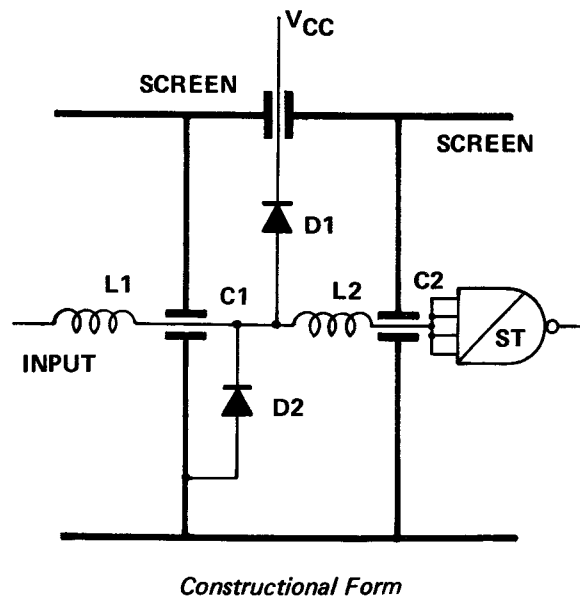 VCC
SCREEN
SCREEN
D1
L1
C1
L2
C2
ST
INPUT
D2
Constructional Form